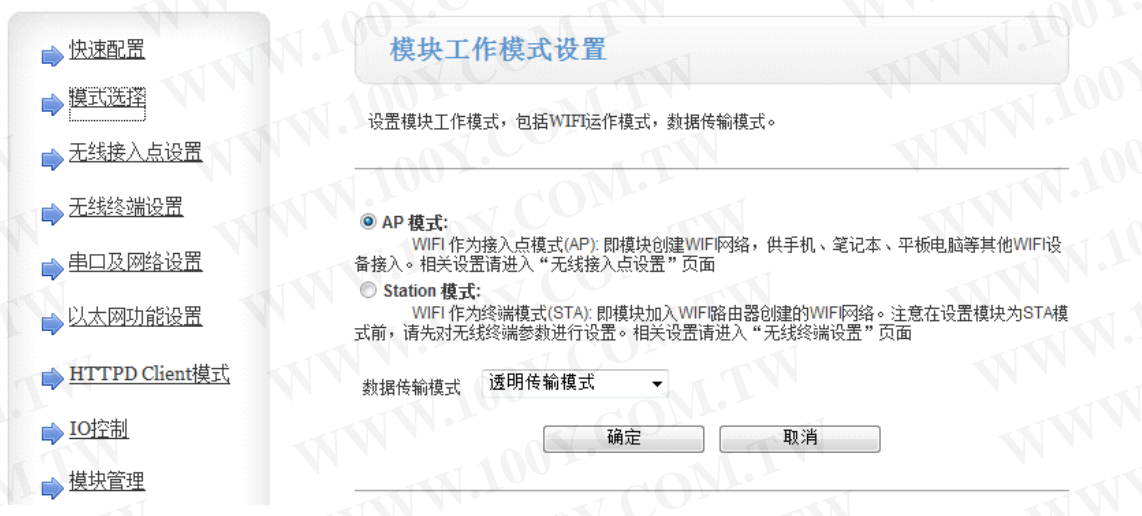 快速配置
模式选择
无线接入点设置
无线终端设置
串口及网络设置
以太网功能设置
HTTPD Client模式
IO控制
模块管理
模块工作模式设置
设置模块工作模式，包括WIFI运作模式，数据传输模式。
AP 模式:
WIFI 作为接入点模式(AP): 即模块创建WIFI网络，供手机、笔记本、平板电脑等其他WIFI设
备接入。相关设置请进入“无线接入点设置”页面
Station 模式:
WIFI 作为终端模式(STA): 即模块加入WIFI路由器创建的WIFI网络。注意在设置模块为STA模
式前，请先对无线终端参数进行设置。相关设置请进入“无线终端设置”页面
数据传输模式 透明传输模式
确定 取消
WWW.100Y.COM.TW